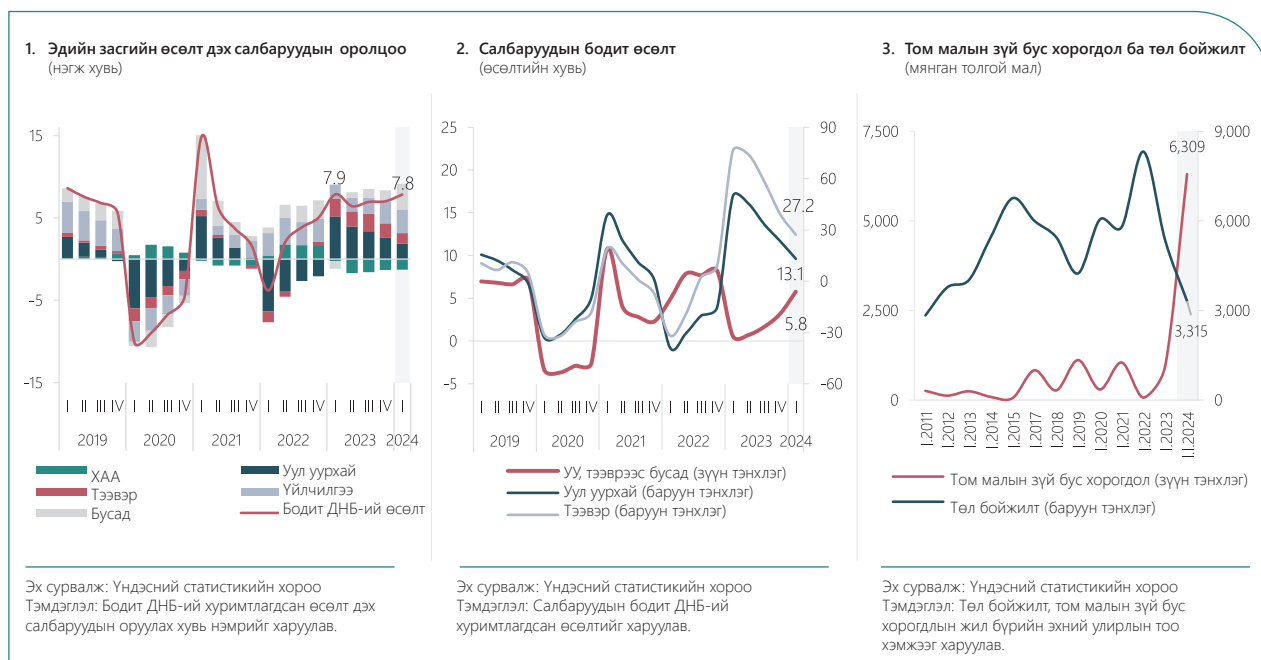 1. Эдийн засгийн өсөлт дэх салбаруудын оролцоо
(нэгж хувь)
15
5
-5
-15
7.9
7.8
I II III IV I II III IV I II III IV I II III IV I II III IV I
2019 2020 2021 2022 2023 2024
ХАА
Уул уурхай
Тээвэр
Үйлчилгээ
Бусад
Бодит ДНБ-ий өсөлт
Эх сурвалж: Үндэсний статистикийн хороо
Тэмдэглэл: Бодит ДНБ-ий хуримтлагдсан өсөлт дэх
салбаруудын оруулах хувь нэмрийг харуулав.
2. Салбаруудын бодит өсөлт
(өсөлтийн хувь)
25
20
15
10
5
0
-5
90
60
30
0
-30
-60
27.2
13.1
5.8
I II III IV I II III IV I II III IV I II III IV I II III IV I
2019 2020 2021 2022 2023 2024
УУ, тээврээс бусад (зүүн тэнхлэг)
Уул уурхай (баруун тэнхлэг)
Тээвэр (баруун тэнхлэг)
Эх сурвалж: Үндэсний статистикийн хороо
Тэмдэглэл: Салбаруудын бодит ДНБ-ий
хуримтлагдсан өсөлтийг харуулав.
3. Том малын зүй бус хорогдол ба төл бойжилт
(мянган толгой мал)
7,500
5,000
2,500
0
9,000
6,000
3,000
0
6,309
3,315
I.2011
I.2012
I.2013
I.2014
I.2015
I.2017
I.2018
I.2019
I.2020
I.2021
I.2022
I.2023
I.I.2024
Том малын зүй бус хорогдол (зүүн тэнхлэг)
Төл бойжилт (баруун тэнхлэг)
Эх сурвалж: Үндэсний статистикийн хороо
Тэмдэглэл: Төл бойжилт, том малын зүй бус
хорогдлын жил бүрийн эхний улирлын тоо
хэмжээг харуулав.